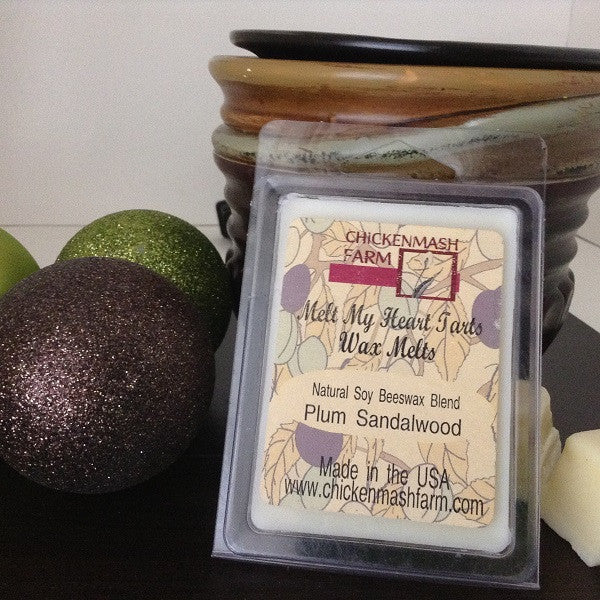 CHiCKENMASH
FARM
Melt My Heart Tarts
Wax Melts
Natural Soy Beeswax Blend
Plum Sandalwood
Made in the USA
www.chickenmashfarm.com